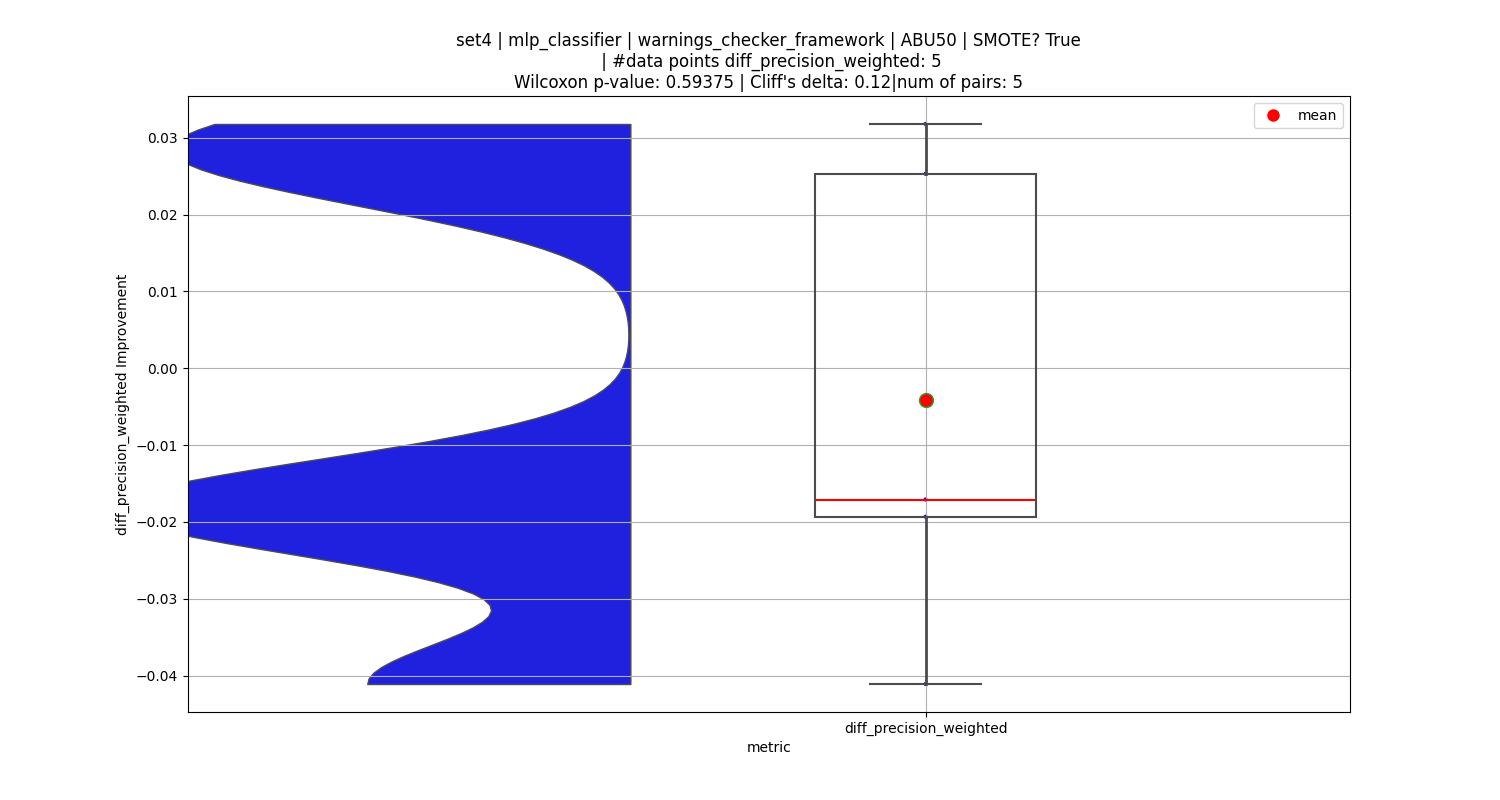 set4 | mlp_classifier | warnings_checker_framework | ABU50 | SMOTE? True
| #data points diff_precision_weighted: 5
Wilcoxon p-value: 0.59375 | Cliff's delta: 0.12|num of pairs: 5
mean
0.03
0.02
0.01
0.00
−0.01
−0.02
−0.03
−0.04
diff_precision_weighted Improvement
diff_precision_weighted
metric